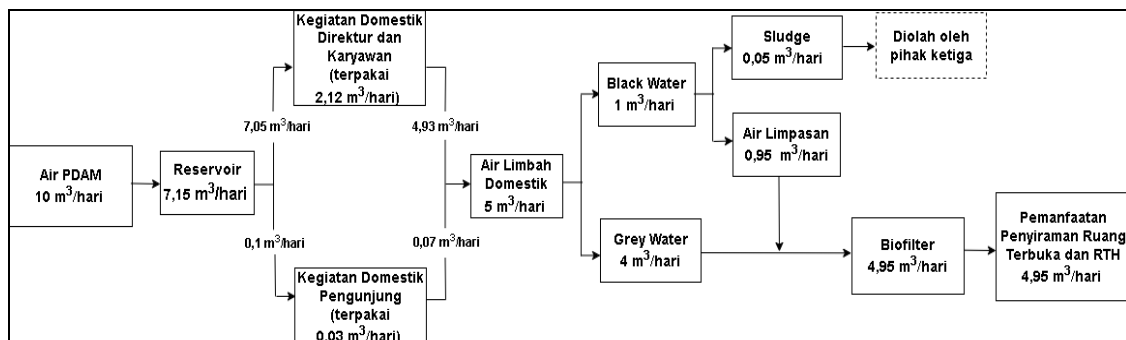 Air PDAM
10 m³/hari
Reservoir
7,15 m³/hari
7,05 m³/hari
0,1 m³/hari
Kegiatan Domestik
Direktur dan
Karyawan
(terpakai
2,12 m³/hari)
Kegiatan Domestik
Pengunjung
(terpakai
0,03 m³/hari)
4,93 m³/hari
0,07 m³/hari
Air Limbah
Domestik
5 m³/hari
Black Water
1 m³/hari
Grey Water
4 m³/hari
Sludge
0,05 m³/hari
Air Limpasan
0,95 m³/hari
Diolah oleh
pihak ketiga
Biofilter
4,95 m³/hari
Pemanfaatan
Penyiraman Ruang
Terbuka dan RTH
4,95 m³/hari